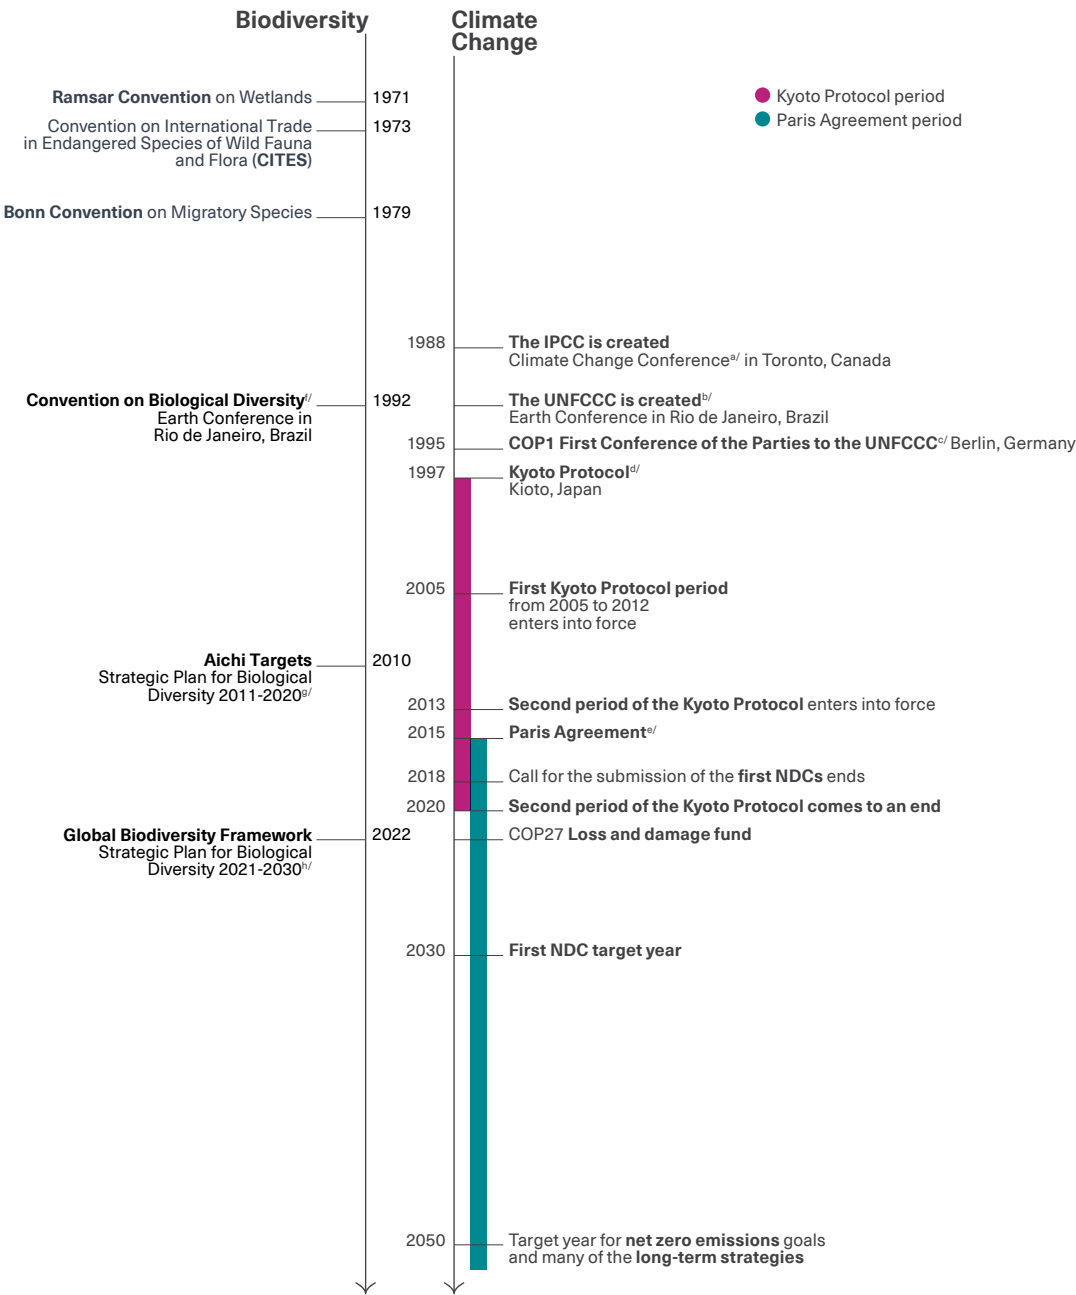 Biodiversity
Climate
Change
Kyoto Protocol period
Paris Agreement period
Ramsar Convention on Wetlands
1971
Convention on International Trade
in Endangered Species of Wild Fauna
and Flora (CITES)
1973
Bonn Convention on Migratory Species
1979
1988
The IPCC is created
Climate Change Conferenceᵃ/ in Toronto, Canada
Convention on Biological Diversityᶠ/
Earth Conference in
Rio de Janeiro, Brazil
1992
The UNFCCC is createdᵇ/
Earth Conference in Rio de Janeiro, Brazil
1995
COP1 First Conference of the Parties to the UNFCCCᶜ/ Berlin, Germany
1997
Kyoto Protocolᵈ/
Kioto, Japan
2005
First Kyoto Protocol period
from 2005 to 2012
enters into force
Aichi Targets
Strategic Plan for Biological
Diversity 2011-2020ᵍ/
2010
2013
Second period of the Kyoto Protocol enters into force
2015
Paris Agreementᵉ/
2018
Call for the submission of the first NDCs ends
2020
Second period of the Kyoto Protocol comes to an end
Global Biodiversity Framework
Strategic Plan for Biological
Diversity 2021-2030ʰ/
2022
COP27 Loss and damage fund
2030
First NDC target year
2050
Target year for net zero emissions goals
and many of the long-term strategies